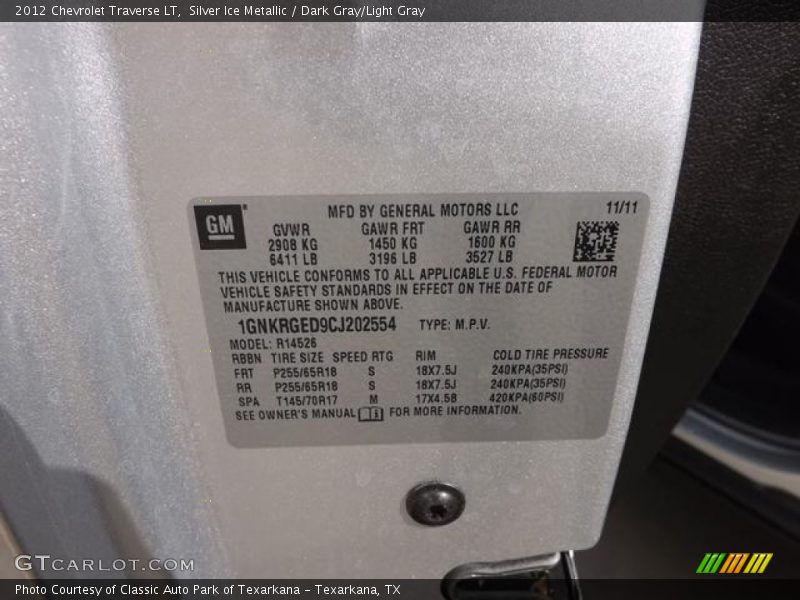 2012 Chevrolet Traverse LT, Silver Ice Metallic / Dark Gray/Light Gray
GM
MFD BY GENERAL MOTORS LLC 11/11
GVWR GAWR FRT GAWR RR
2908 KG 1450 KG 1600 KG
6411 LB 3196 LB 3527 LB
THIS VEHICLE CONFORMS TO ALL APPLICABLE U.S. FEDERAL MOTOR
VEHICLE SAFETY STANDARDS IN EFFECT ON THE DATE OF
MANUFACTURE SHOWN ABOVE.
1GNKRGED9CJ202554 TYPE: M.P.V.
MODEL: R14526
RBBN TIRE SIZE SPEED RTG RIM COLD TIRE PRESSURE
FRT P255/65R18 S 18X7.5J 240KPA(35PSI)
RR P255/65R18 S 18X7.5J 240KPA(35PSI)
SPA T145/70R17 M 17X4.5B 420KPA(60PSI)
SEE OWNER'S MANUAL FOR MORE INFORMATION.
GTCARLOT.COM
Photo Courtesy of Classic Auto Park of Texarkana - Texarkana, TX